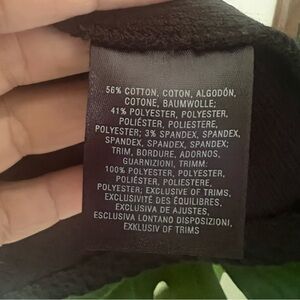 56% COTTON, COTON, ALGODÓN,
COTONE, BAUMWOLLE;
41% POLYESTER, POLYESTER,
POLIÉSTER, POLIESTERE,
POLYESTER; 3% SPANDEX, SPANDEX,
SPANDEX, SPANDEX, SPANDEX;
TRIM, BORDURE, ADORNOS,
GUARNIZIONI, TRIMM:
100% POLYESTER, POLYESTER,
POLIÉSTER, POLIESTERE,
POLYESTER; EXCLUSIVE OF TRIMS,
EXCLUSIVITÉ DES ÉQUILIBRES,
EXCLUSIVA DE AJUSTES,
ESCLUSIVA LONTANO DISPOSIZIONI,
EXKLUSIV OF TRIMS